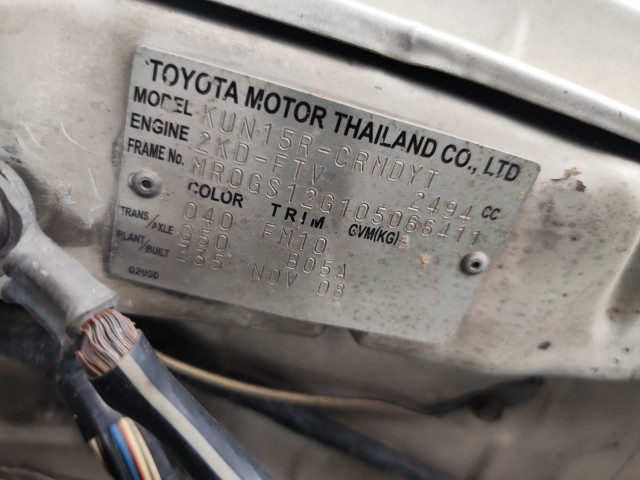 TOYOTA MOTOR THAILAND CO., LTD
MODEL KUN15R-CRMDYT
ENGINE 2KD-FTV 2494 CC
FRAME No. MR0GS12G105066411
COLOR TRIM GVM(KG)
040 FM10
TRANS/AXLE G50 B05A
PLANT/BUILT E35 NOV 08